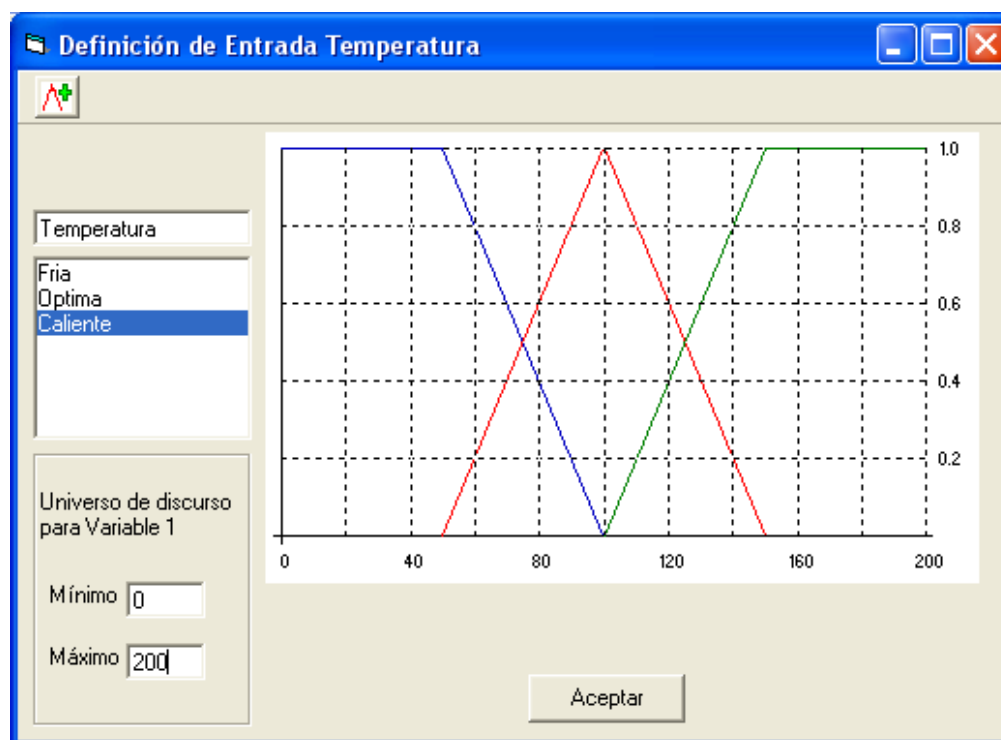 Definición de Entrada Temperatura
Temperatura
Fria
Optima
Caliente
Universo de discurso
para Variable 1
Mínimo 0
Máximo 200
1.0
0.8
0.6
0.4
0.2
0 40 80 120 160 200
Aceptar